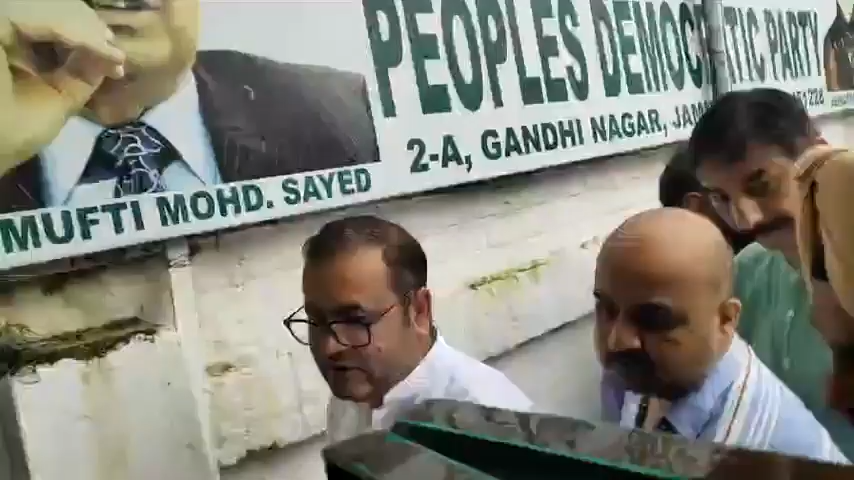 PEOPLES DEMOCRATIC PARTY
2-A, GANDHI NAGAR,
MUFTI MOHD. SAYED